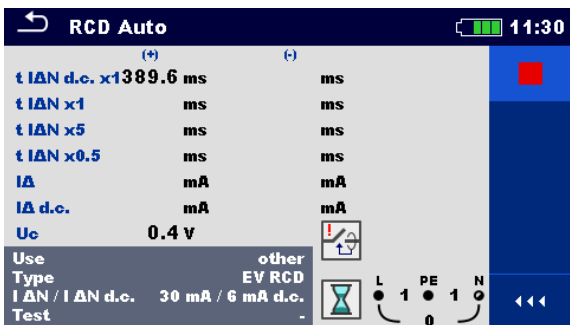 RCD Auto 11:30
(+) (-)
t IΔN d.c. x1 389.6 ms ms
t IΔN x1 ms ms
t IΔN x5 ms ms
t IΔN x0.5 ms ms
IΔ mA mA
IΔ d.c. mA mA
Uc 0.4 V
!
Use other
Type EV RCD
I ΔN / I ΔN d.c. 30 mA / 6 mA d.c.
Test -
L PE N
1 1
0